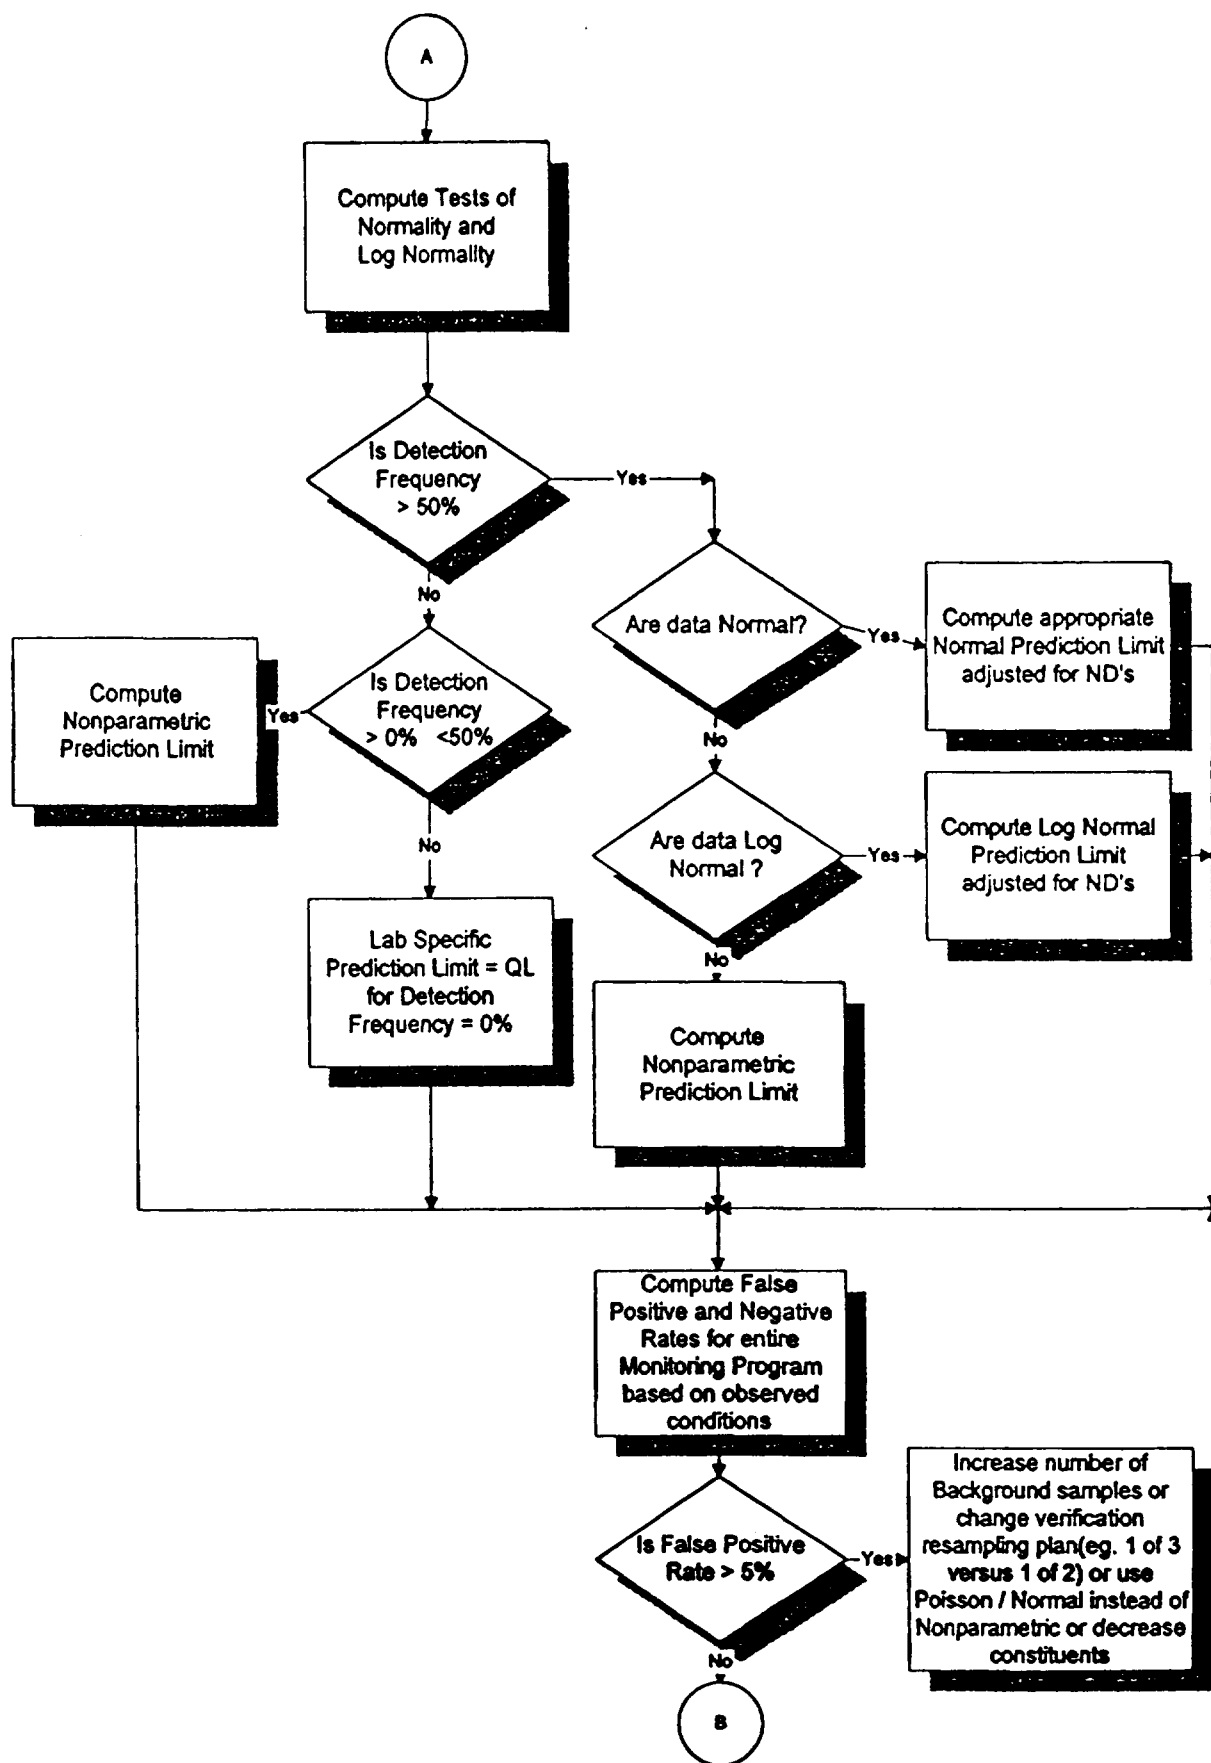 A
Compute Tests of
Normality and
Log Normality
Is Detection
Frequency
> 50%
Yes
No
Are data Normal?
Yes
Compute appropriate
Normal Prediction Limit
adjusted for ND's
Compute
Nonparametric
Prediction Limit
Yes
Is Detection
Frequency
> 0% <50%
No
No
Are data Log
Normal ?
Yes
Compute Log Normal
Prediction Limit
adjusted for ND's
Lab Specific
Prediction Limit = QL
for Detection
Frequency = 0%
No
Compute
Nonparametric
Prediction Limit
Compute False
Positive and Negative
Rates for entire
Monitoring Program
based on observed
conditions
Is False Positive
Rate > 5%
Yes
Increase number of
Background samples or
change verification
resampling plan(eg. 1 of 3
versus 1 of 2) or use
Poisson / Normal instead of
Nonparametric or decrease
constituents
No
B